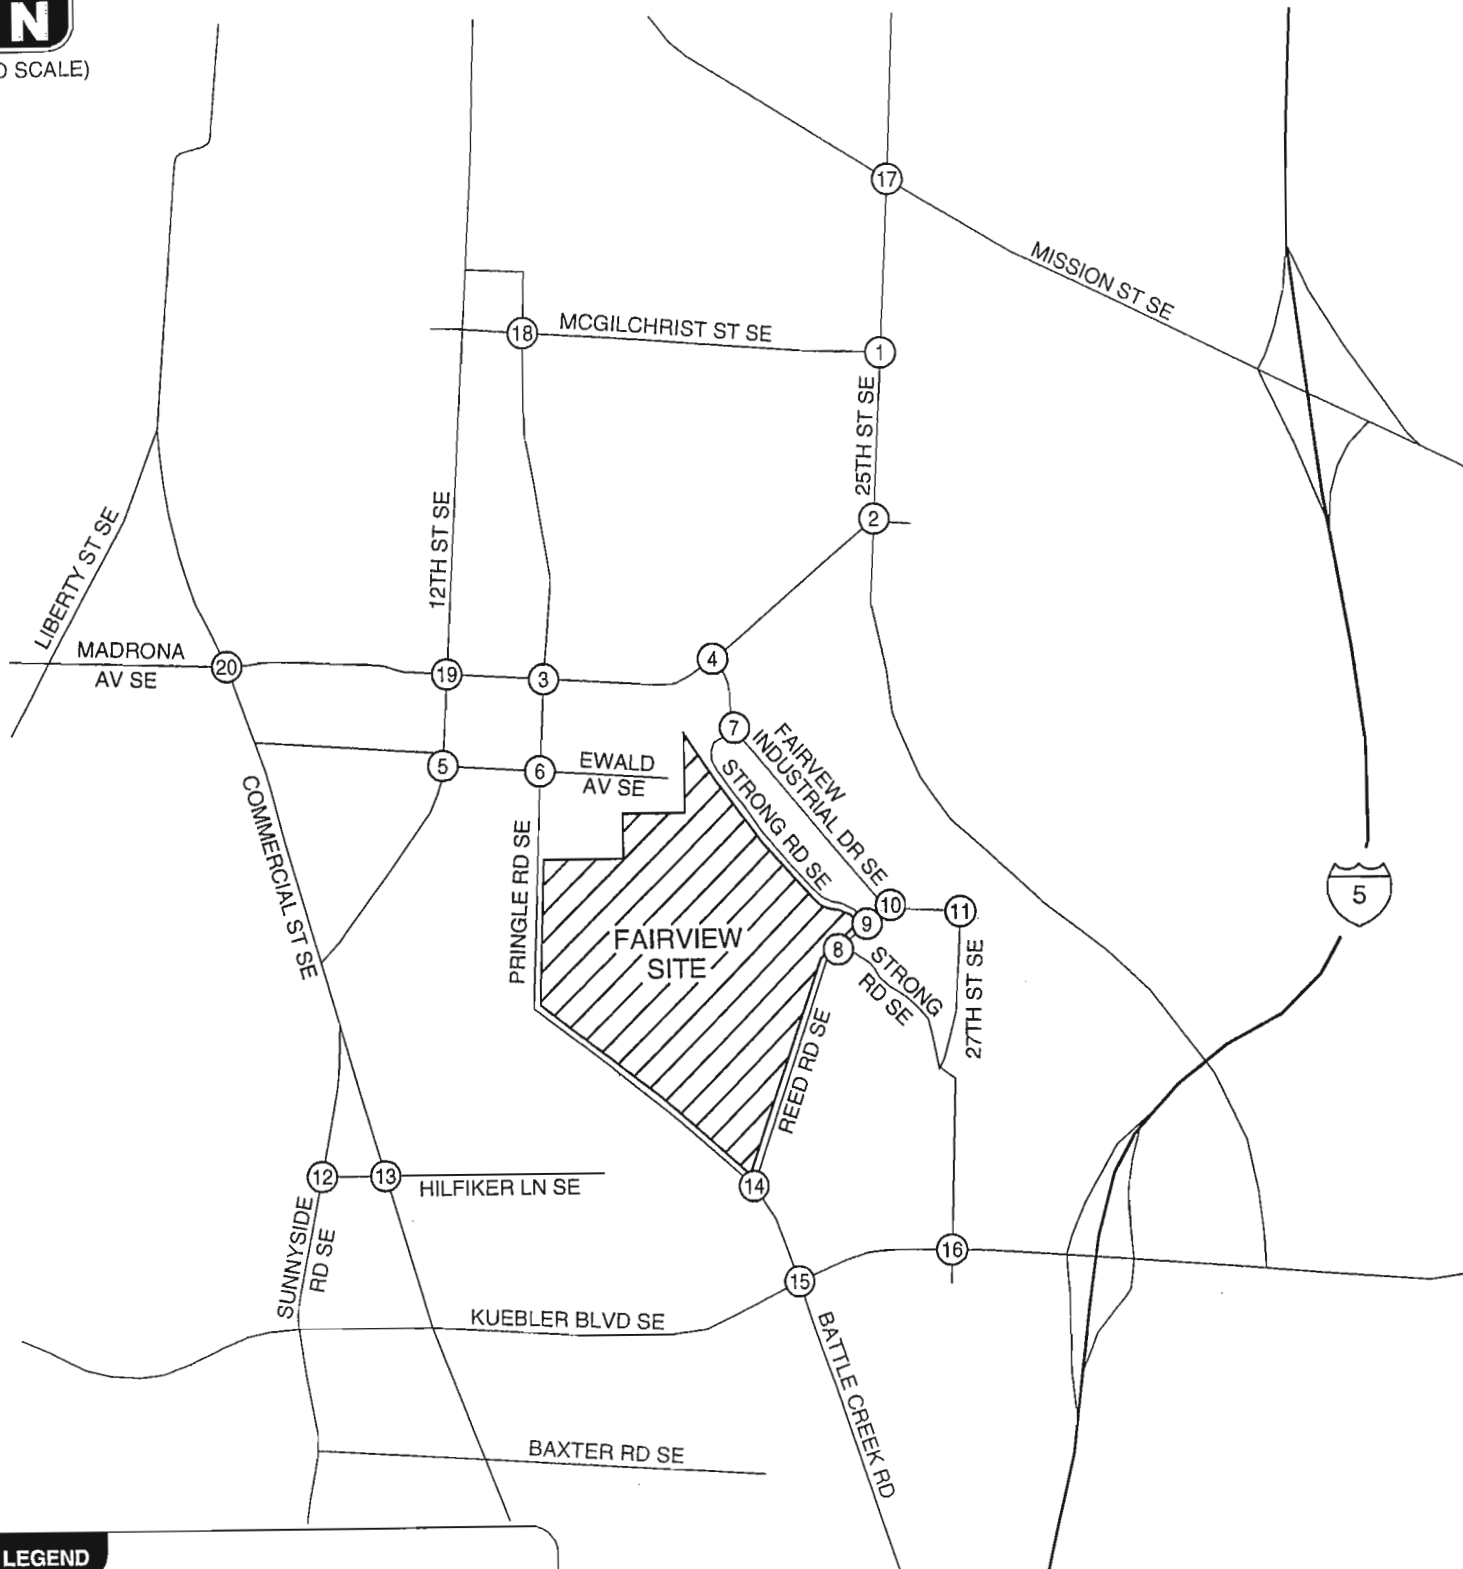 N
SCALE)
17
MISSION ST SE
18
MCGILCHRIST ST SE
1
25TH ST SE
2
12TH ST SE
LIBERTY ST SE
MADRONA
AV SE
20
19
3
4
7
FAIRVIEW
INDUSTRIAL DR SE
STRONG RD SE
5
6
EWALD
AV SE
COMMERCIAL ST SE
PRINGLE RD SE
5
10
11
9
8
FAIRVIEW
SITE
STRONG
RD SE
27TH ST SE
REED RD SE
12
13
HILFIKER LN SE
14
SUNNYSIDE
RD SE
16
15
KUEBLER BLVD SE
BATTLE CREEK RD
BAXTER RD SE
LEGEND